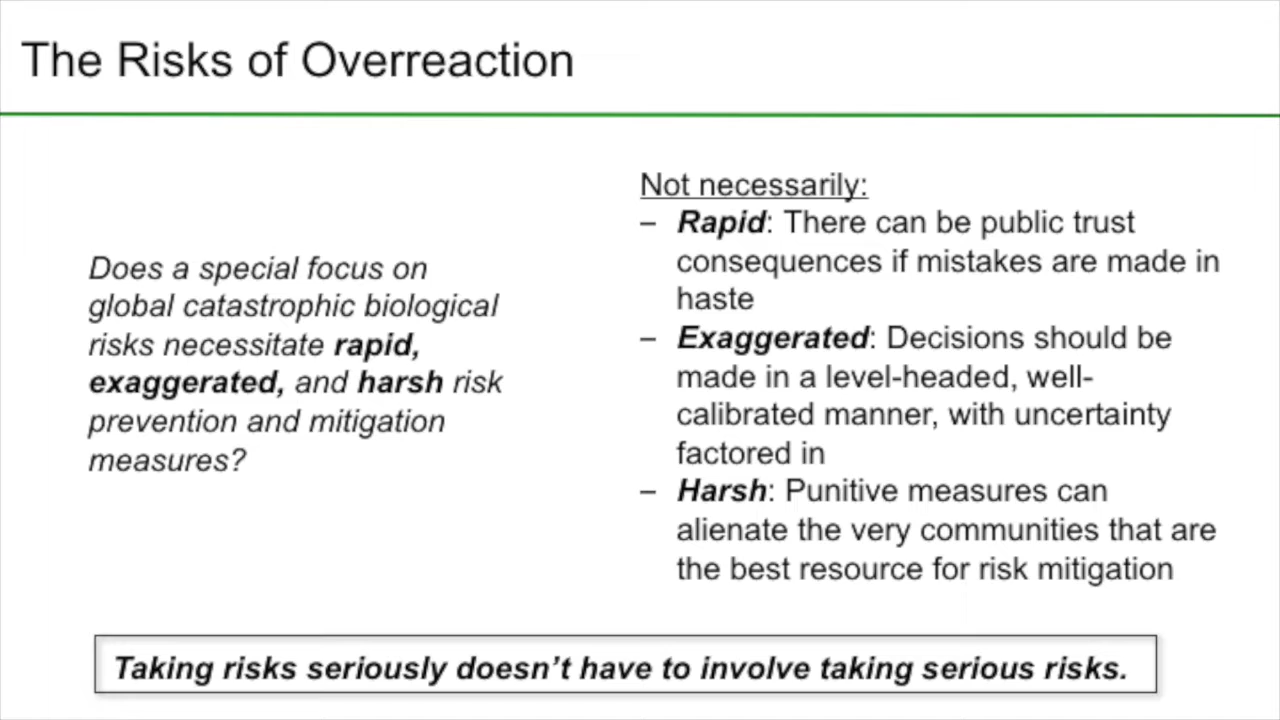 The Risks of Overreaction
Does a special focus on
global catastrophic biological
risks necessitate rapid,
exaggerated, and harsh risk
prevention and mitigation
measures?
Not necessarily:
– Rapid: There can be public trust
consequences if mistakes are made in
haste
– Exaggerated: Decisions should be
made in a level-headed, well-
calibrated manner, with uncertainty
factored in
– Harsh: Punitive measures can
alienate the very communities that are
the best resource for risk mitigation
Taking risks seriously doesn’t have to involve taking serious risks.